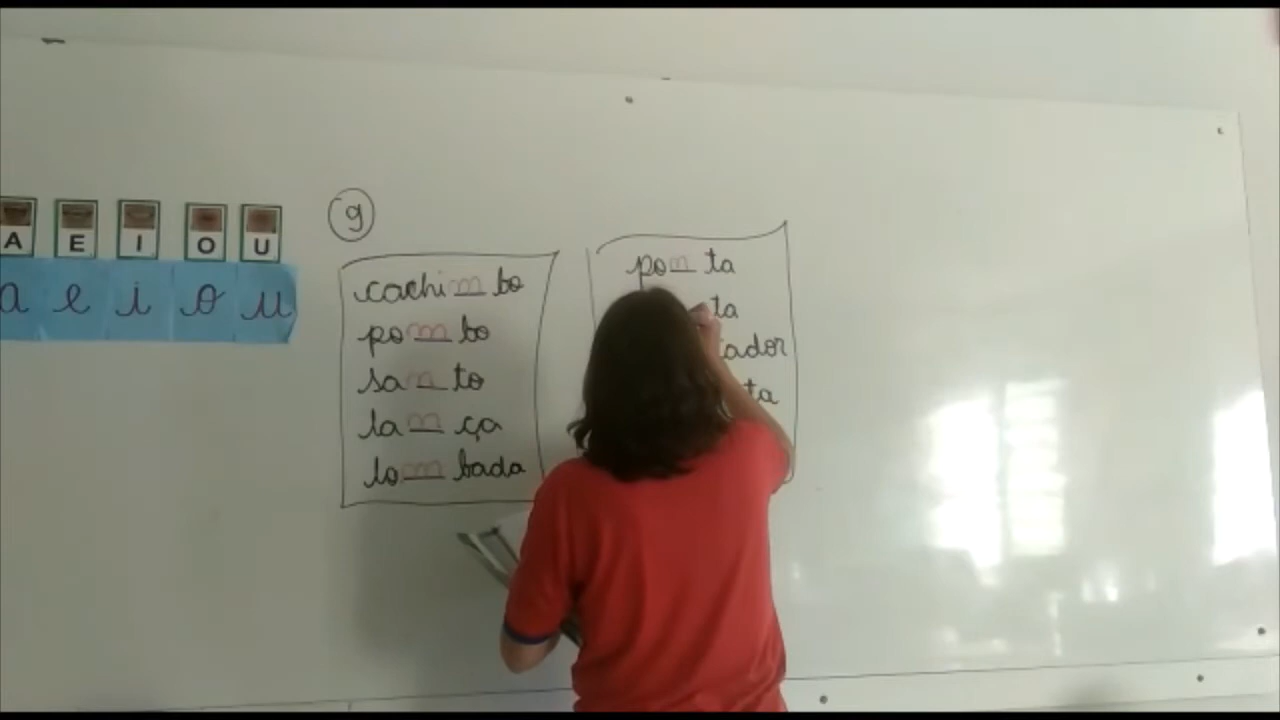 A E I O U
a e i o u
g
cachi m bo
po m bo
sa n to
la n ça
lo m bada
po n ta
ta
ador
ta